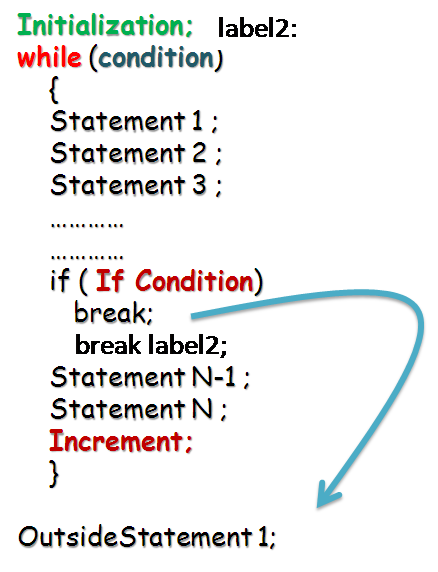 Initialization; label2:
while (condition)
{
Statement 1 ;
Statement 2 ;
Statement 3 ;
............
............
if ( If Condition)
break;
break label2;
Statement N-1 ;
Statement N ;
Increment;
}
OutsideStatement 1;